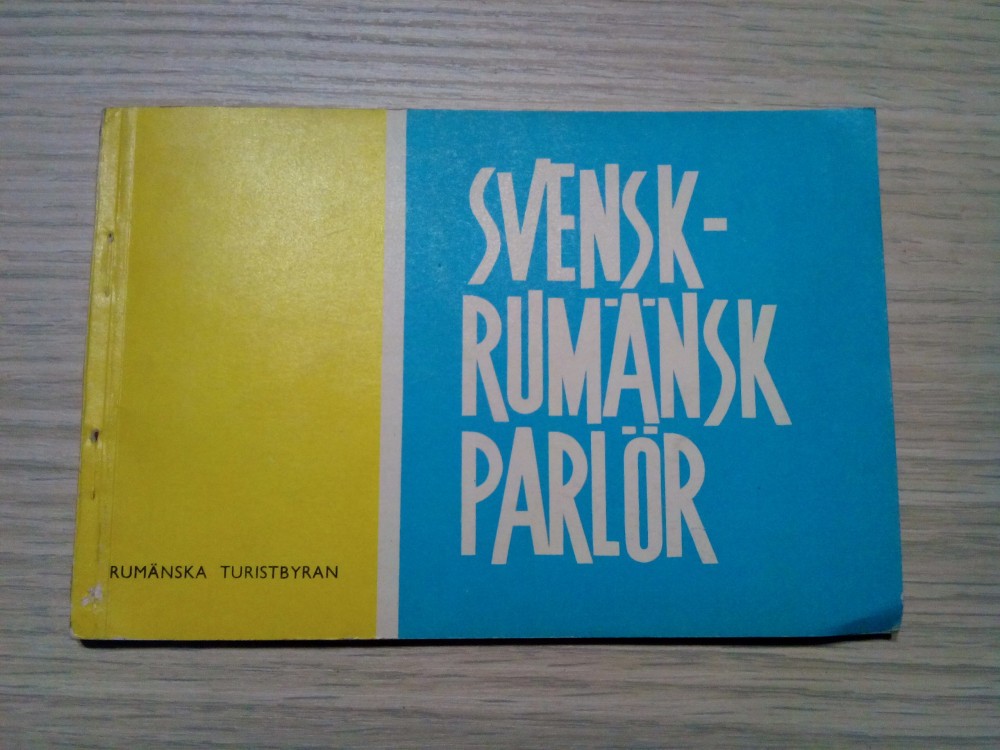 SVENSK-
RUMÄNSK
PARLÖR
RUMÄNSKA TURISTBYRAN